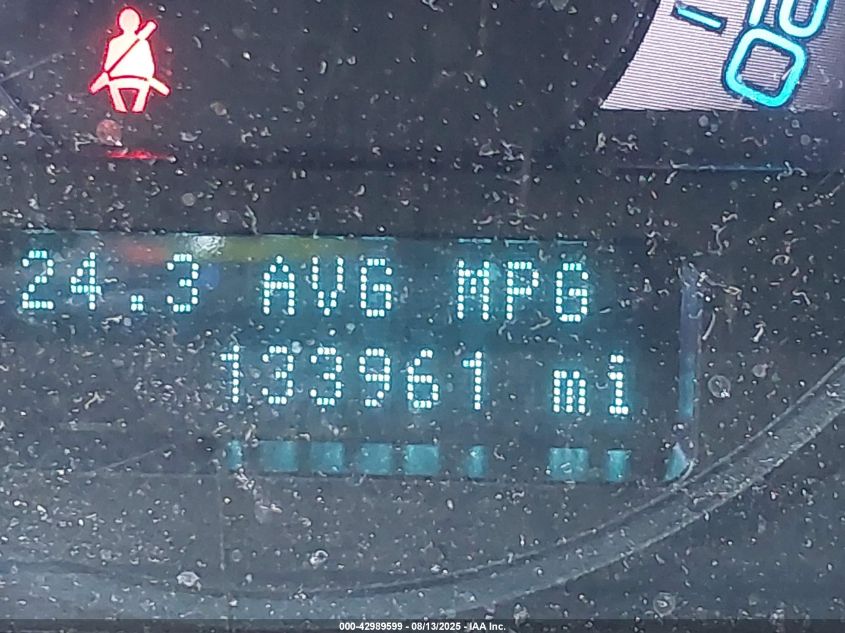 24.3 AVG MPG
133961 mi
000-42989599 - 08/13/2025 - IAA Inc.